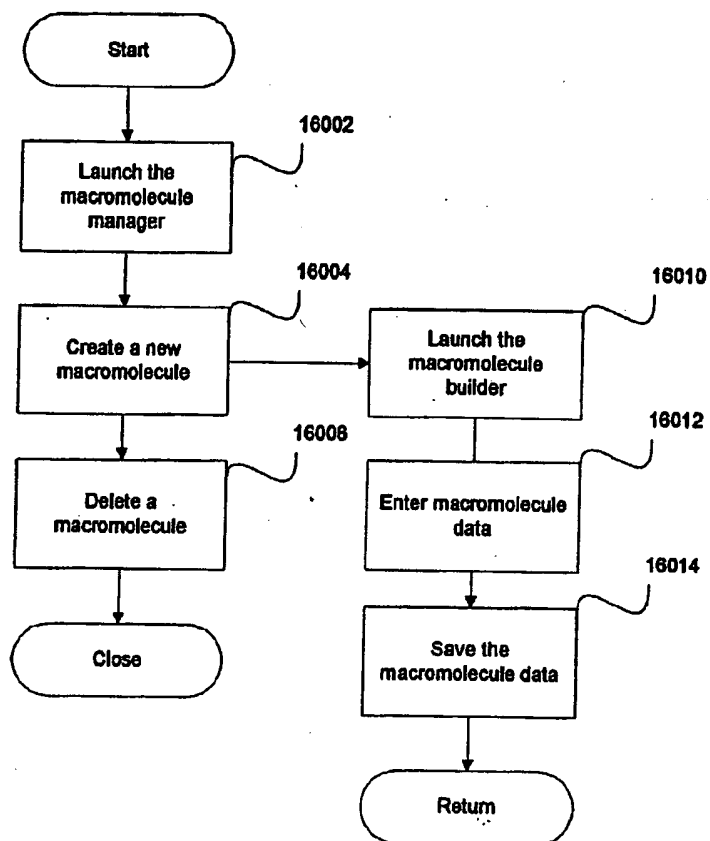 Start
16002
Launch the
macromolecule
manager
16004
Create a new
macromolecule
16008
Delete a
macromolecule
Close
16010
Launch the
macromolecule
builder
16012
Enter macromolecule
data
16014
Save the
macromolecule data
Return